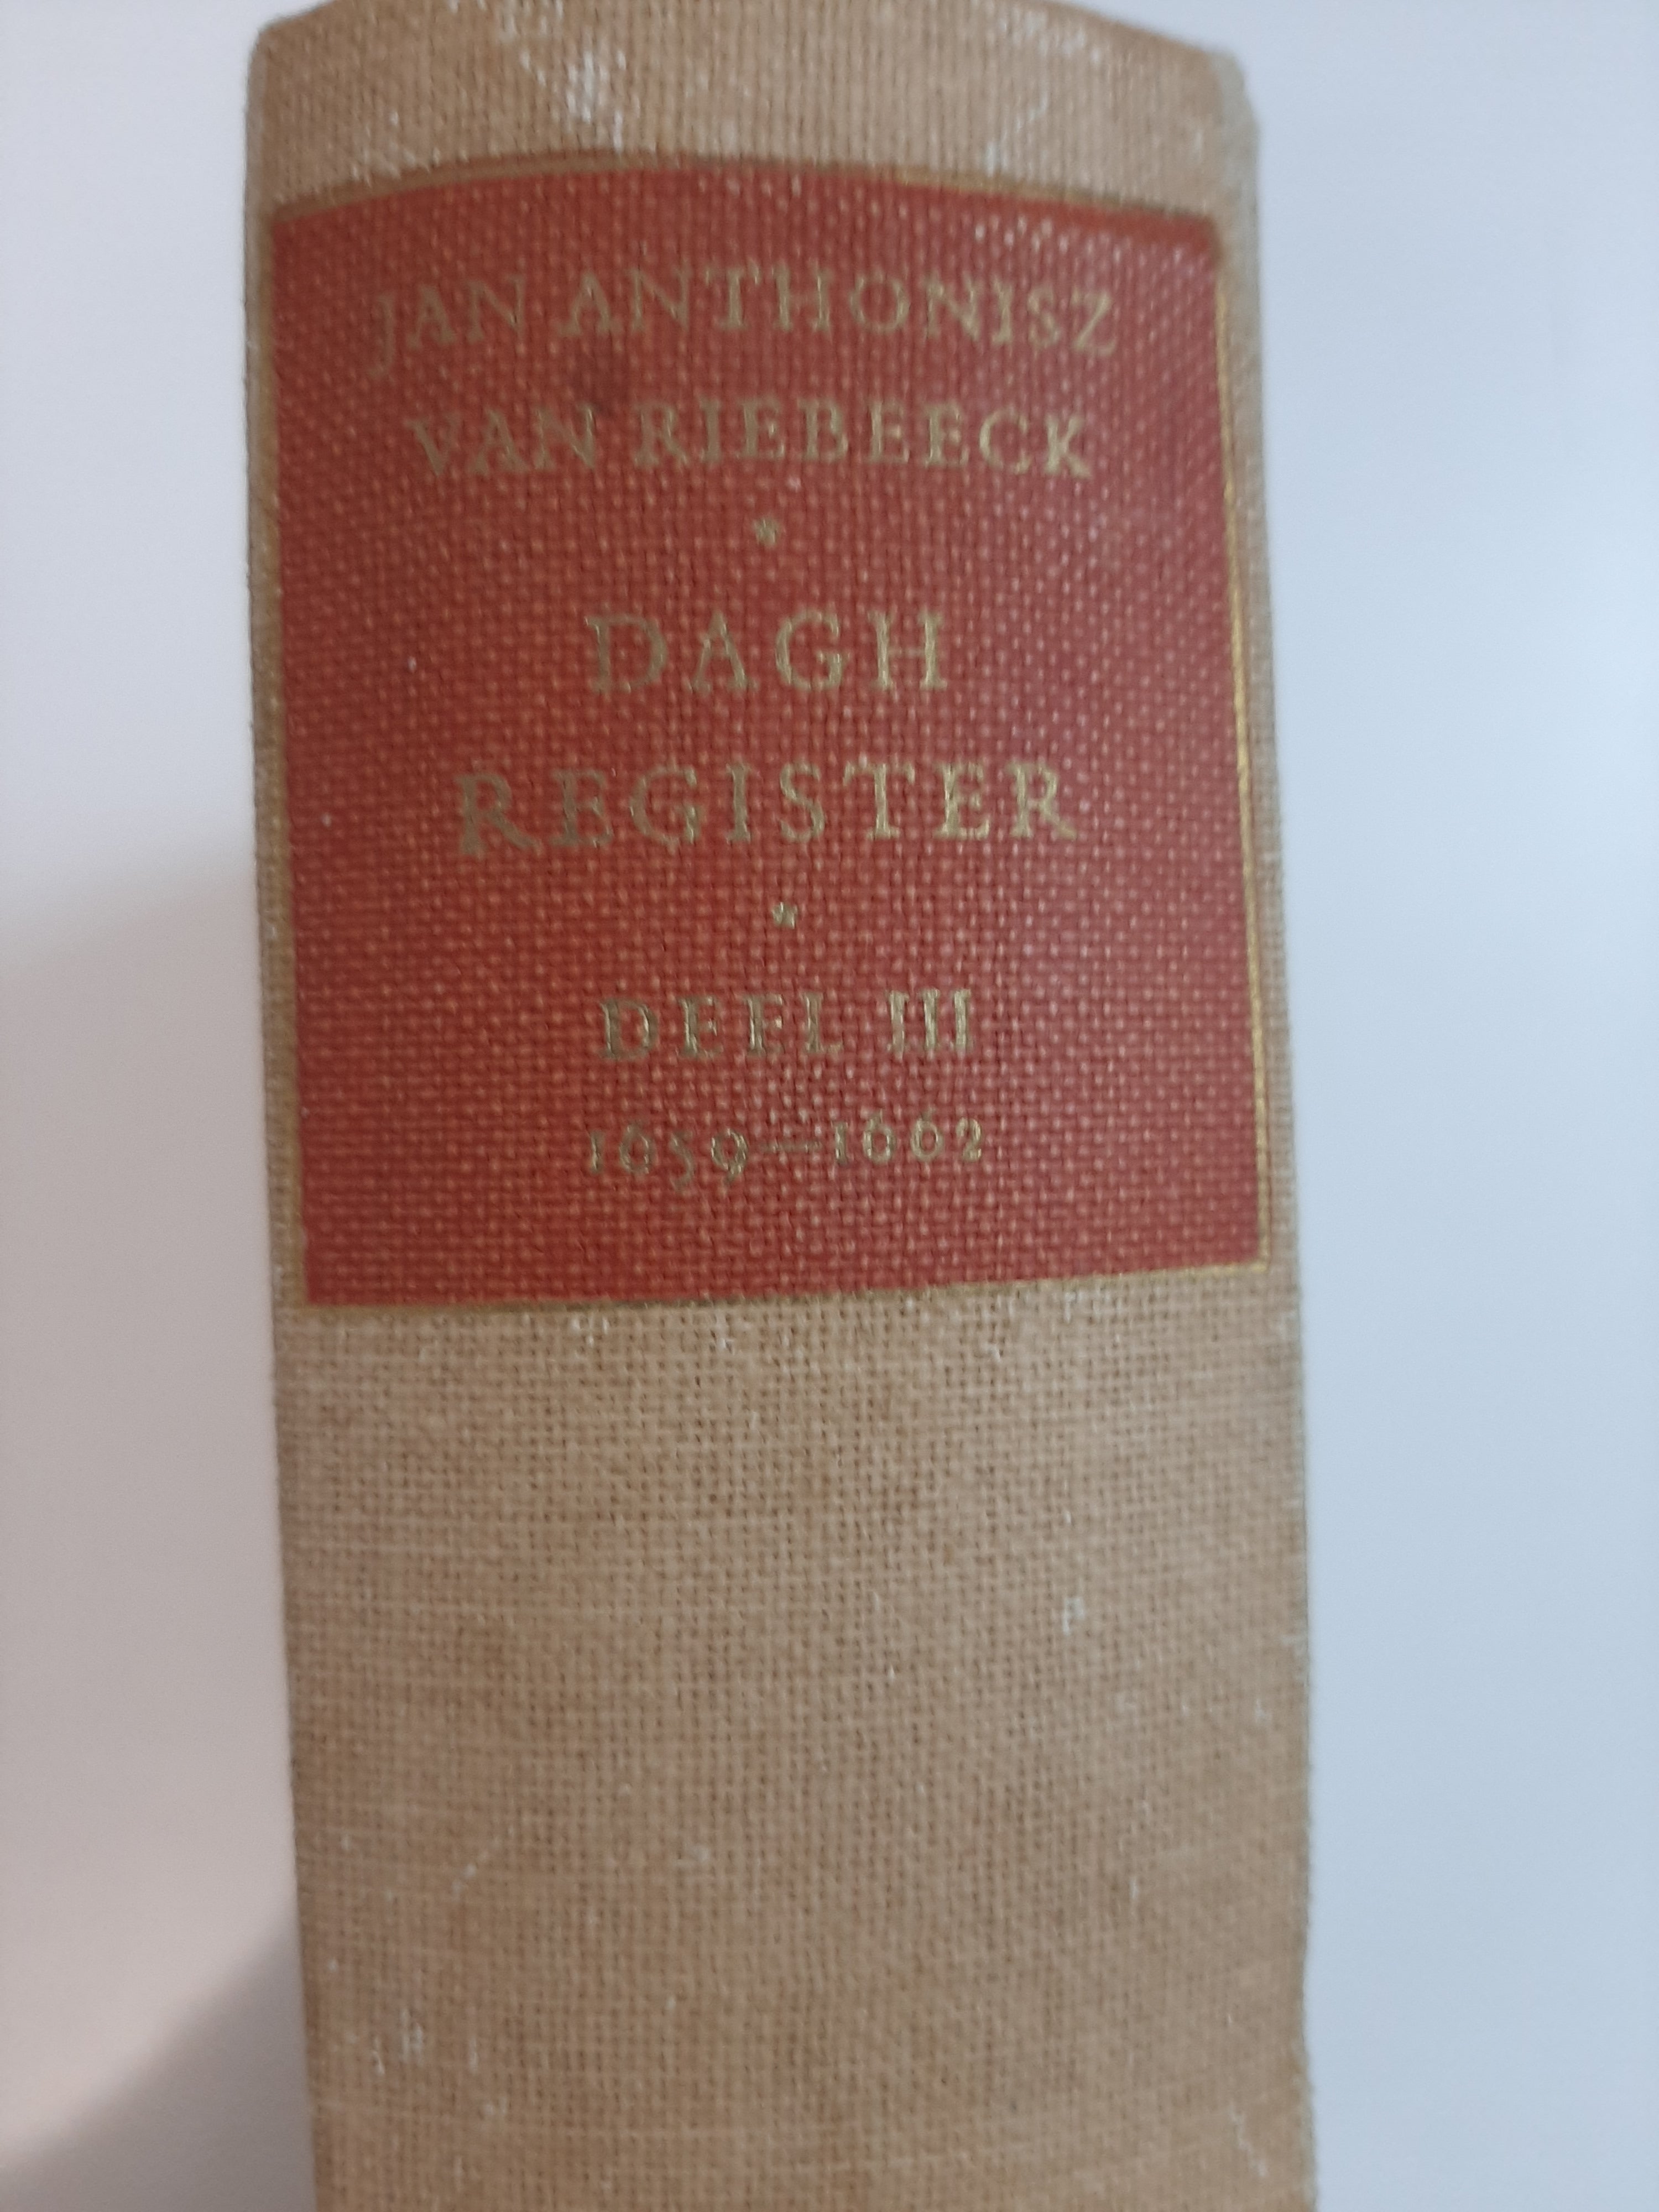 JAN ANTHONISZ
VAN RIEBEECK
*
DAGH
REGISTER
*
DEEL III
1659—1662